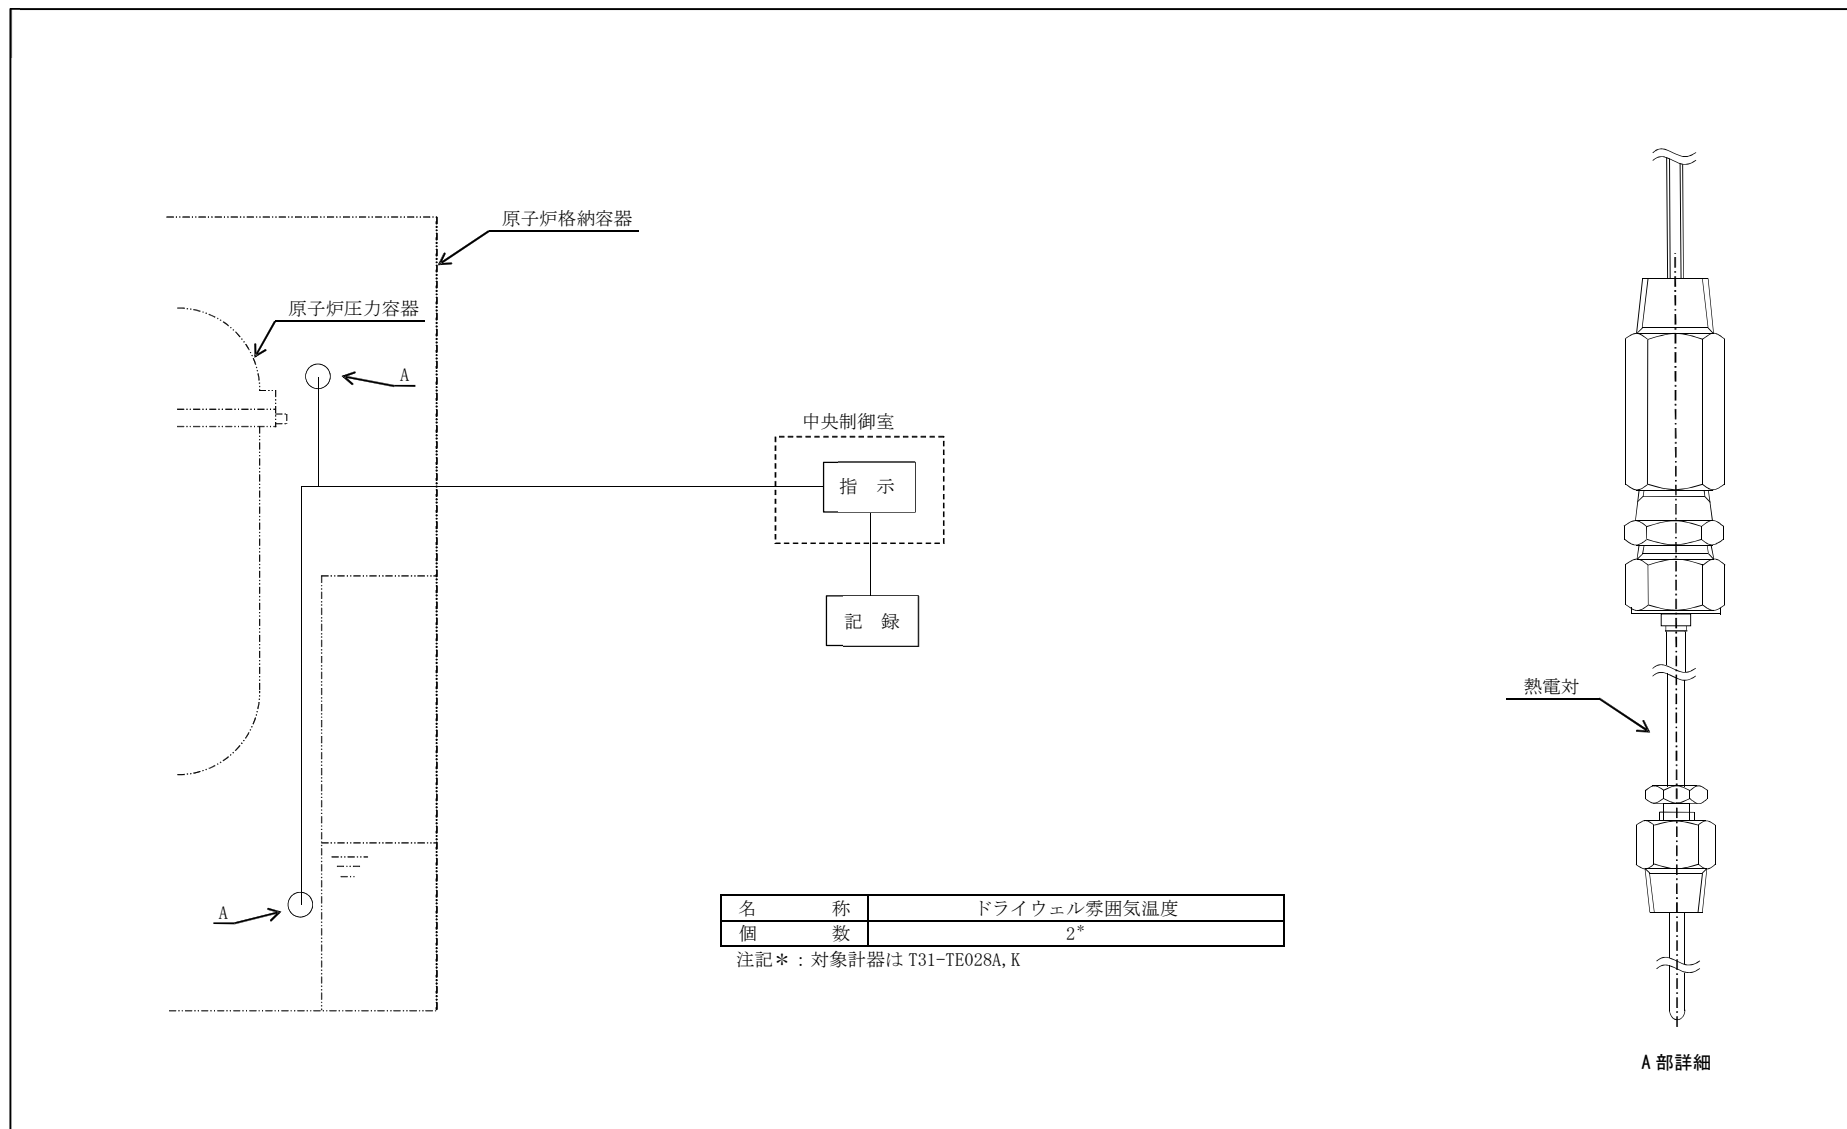 原子炉格納容器
原子炉圧力容器
A
中央制御室
指 示
記 録
熱電対
A
名 称 ドライウェル雰囲気温度
個 数 2*
注記＊：対象計器は T31-TE028A,K
A 部詳細